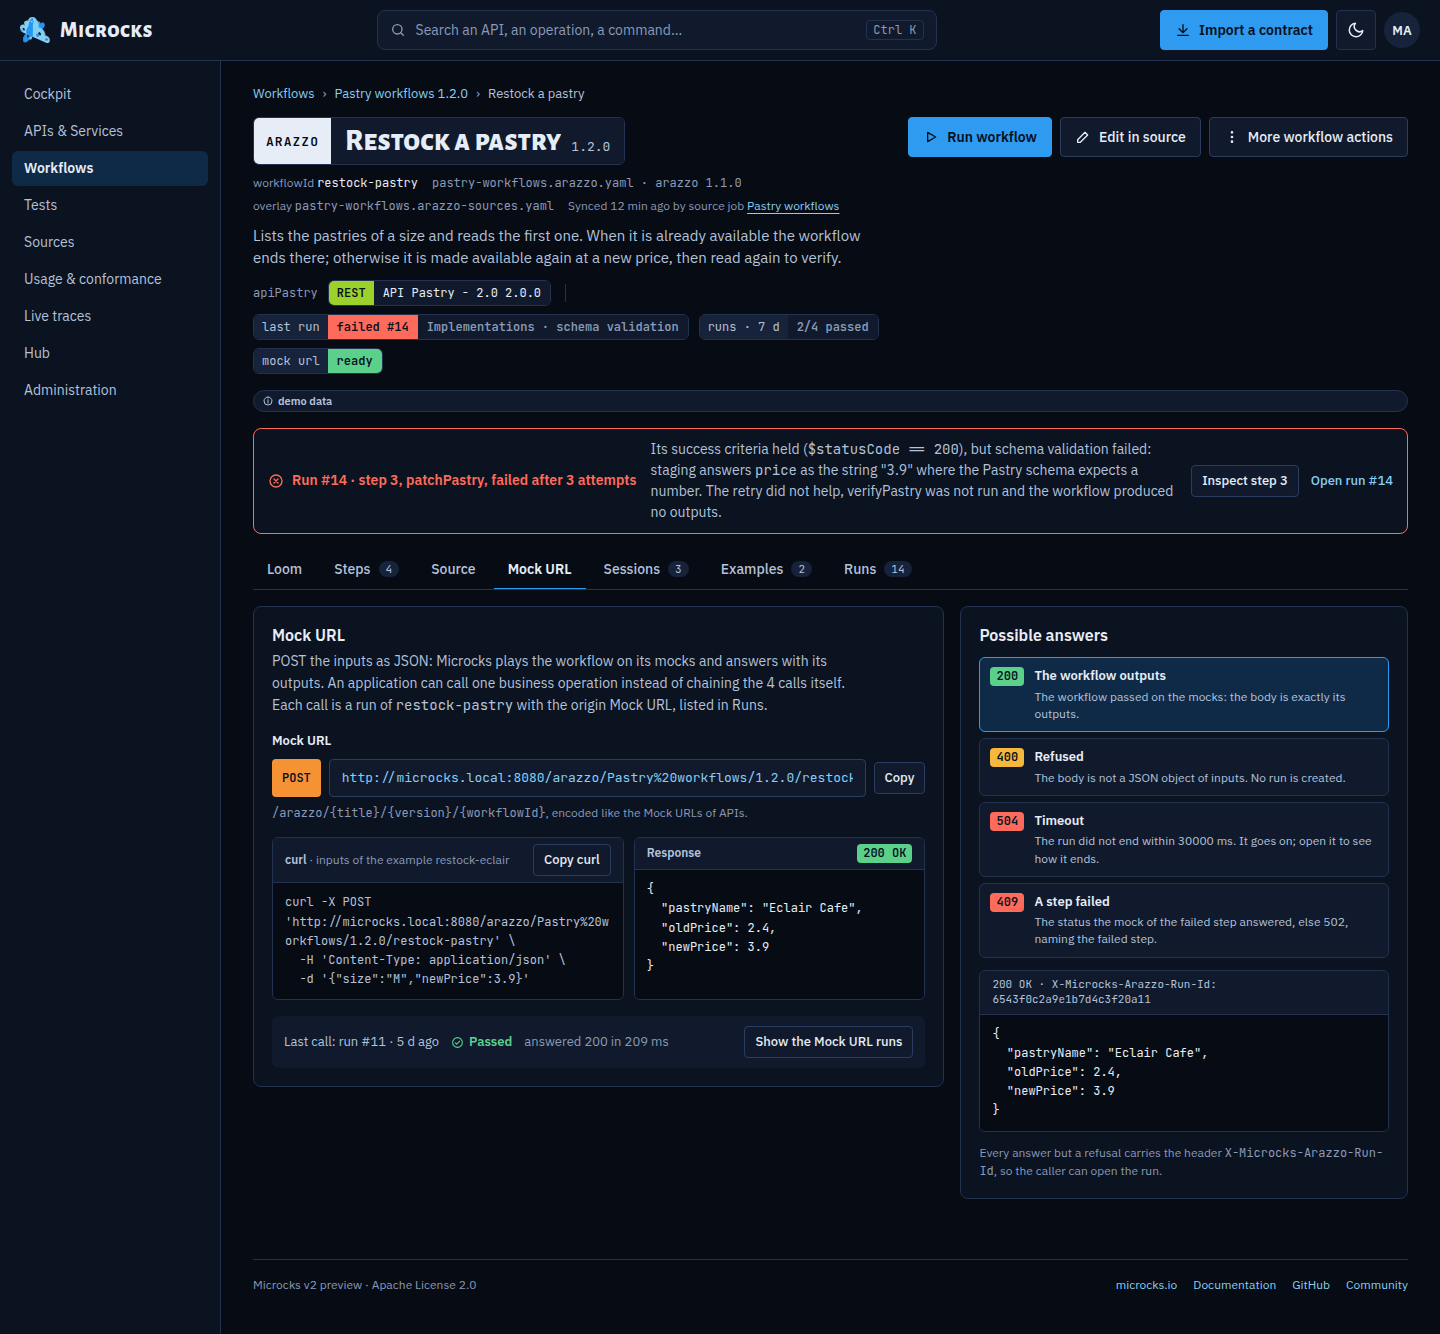 Microcks
Search an API, an operation, a command...
Ctrl K
Import a contract
MA
Cockpit
APIs & Services
Workflows
Tests
Sources
Usage & conformance
Live traces
Hub
Administration
Workflows › Pastry workflows 1.2.0 › Restock a pastry
ARAZZO
Restock a pastry 1.2.0
Run workflow
Edit in source
More workflow actions
workflowId restock-pastry pastry-workflows.arazzo.yaml · arazzo 1.1.0
overlay pastry-workflows.arazzo-sources.yaml Synced 12 min ago by source job Pastry workflows
Lists the pastries of a size and reads the first one. When it is already available the workflow
ends there; otherwise it is made available again at a new price, then read again to verify.
apiPastry REST API Pastry - 2.0 2.0.0
last run failed #14 Implementations · schema validation runs · 7 d 2/4 passed
mock url ready
demo data
Run #14 · step 3, patchPastry, failed after 3 attempts
Its success criteria held ($statusCode == 200), but schema validation failed:
staging answers price as the string "3.9" where the Pastry schema expects a
number. The retry did not help, verifyPastry was not run and the workflow produced
no outputs.
Inspect step 3
Open run #14
Loom
Steps 4
Source
Mock URL
Sessions 3
Examples 2
Runs 14
Mock URL
POST the inputs as JSON: Microcks plays the workflow on its mocks and answers with its
outputs. An application can call one business operation instead of chaining the 4 calls itself.
Each call is a run of restock-pastry with the origin Mock URL, listed in Runs.
Mock URL
POST
http://microcks.local:8080/arazzo/Pastry%20workflows/1.2.0/restock
Copy
/arazzo/{title}/{version}/{workflowId}, encoded like the Mock URLs of APIs.
curl · inputs of the example restock-eclair
Copy curl
curl -X POST
'http://microcks.local:8080/arazzo/Pastry%20w
orkflows/1.2.0/restock-pastry' \
-H 'Content-Type: application/json' \
-d '{"size":"M","newPrice":3.9}'
Response
200 OK
{
"pastryName": "Eclair Cafe",
"oldPrice": 2.4,
"newPrice": 3.9
}
Last call: run #11 · 5 d ago
Passed
answered 200 in 209 ms
Show the Mock URL runs
Possible answers
200 The workflow outputs
The workflow passed on the mocks: the body is exactly its
outputs.
400 Refused
The body is not a JSON object of inputs. No run is created.
504 Timeout
The run did not end within 30000 ms. It goes on; open it to see
how it ends.
409 A step failed
The status the mock of the failed step answered, else 502,
naming the failed step.
200 OK · X-Microcks-Arazzo-Run-Id:
6543f0c2a9e1b7d4c3f20a11
{
"pastryName": "Eclair Cafe",
"oldPrice": 2.4,
"newPrice": 3.9
}
Every answer but a refusal carries the header X-Microcks-Arazzo-Run-
Id, so the caller can open the run.
Microcks v2 preview · Apache License 2.0
microcks.io
Documentation
GitHub
Community